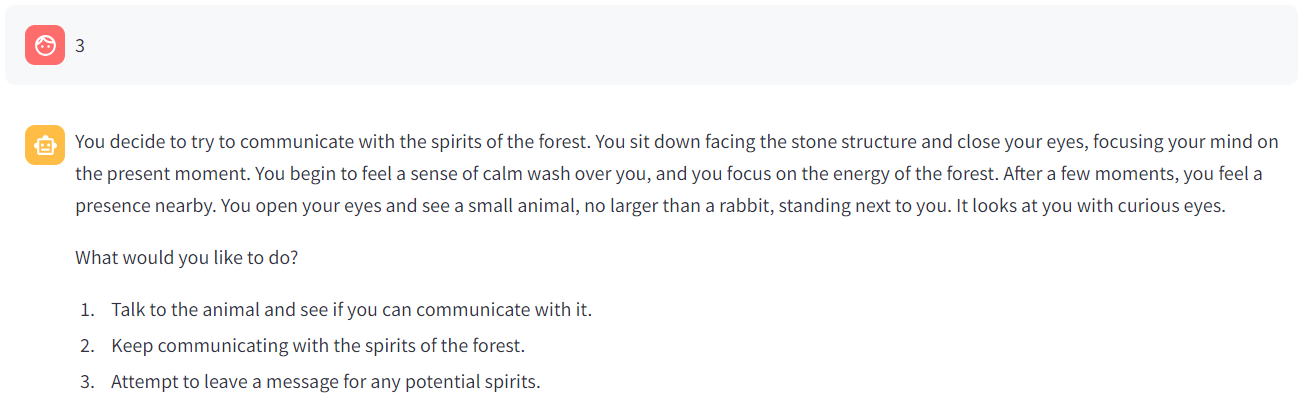 3
You decide to try to communicate with the spirits of the forest. You sit down facing the stone structure and close your eyes, focusing your mind on
the present moment. You begin to feel a sense of calm wash over you, and you focus on the energy of the forest. After a few moments, you feel a
presence nearby. You open your eyes and see a small animal, no larger than a rabbit, standing next to you. It looks at you with curious eyes.
What would you like to do?
1. Talk to the animal and see if you can communicate with it.
2. Keep communicating with the spirits of the forest.
3. Attempt to leave a message for any potential spirits.